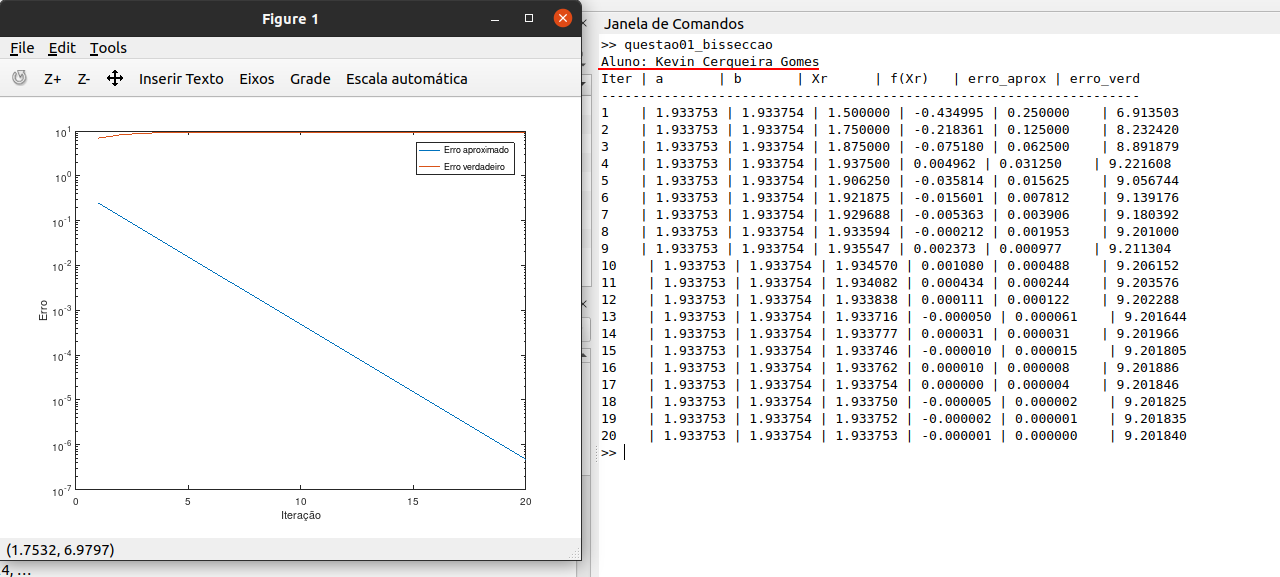 Figure 1
File Edit Tools
Z+ Z- Inserir Texto Eixos Grade Escala automática
10^1
10^0
10^-1
10^-2
10^-3
10^-4
10^-5
10^-6
10^-7
Erro
Erro aproximado
Erro verdadeiro
0 5 10 15 20
Iteração
(1.7532, 6.9797)
4, ...
Janela de Comandos
>> questao01_bisseccao
Aluno: Kevin Cerqueira Gomes
Iter | a | b | Xr | f(Xr) | erro_aprox | erro_verd
----------------------------------------------------------------------
1 | 1.933753 | 1.933754 | 1.500000 | -0.434995 | 0.250000 | 6.913503
2 | 1.933753 | 1.933754 | 1.750000 | -0.218361 | 0.125000 | 8.232420
3 | 1.933753 | 1.933754 | 1.875000 | -0.075180 | 0.062500 | 8.891879
4 | 1.933753 | 1.933754 | 1.937500 | 0.004962 | 0.031250 | 9.221608
5 | 1.933753 | 1.933754 | 1.906250 | -0.035814 | 0.015625 | 9.056744
6 | 1.933753 | 1.933754 | 1.921875 | -0.015601 | 0.007812 | 9.139176
7 | 1.933753 | 1.933754 | 1.929688 | -0.005363 | 0.003906 | 9.180392
8 | 1.933753 | 1.933754 | 1.933594 | -0.000212 | 0.001953 | 9.201000
9 | 1.933753 | 1.933754 | 1.935547 | 0.002373 | 0.000977 | 9.211304
10 | 1.933753 | 1.933754 | 1.934570 | 0.001080 | 0.000488 | 9.206152
11 | 1.933753 | 1.933754 | 1.934082 | 0.000434 | 0.000244 | 9.203576
12 | 1.933753 | 1.933754 | 1.933838 | 0.000111 | 0.000122 | 9.202288
13 | 1.933753 | 1.933754 | 1.933716 | -0.000050 | 0.000061 | 9.201644
14 | 1.933753 | 1.933754 | 1.933777 | 0.000031 | 0.000031 | 9.201966
15 | 1.933753 | 1.933754 | 1.933746 | -0.000010 | 0.000015 | 9.201805
16 | 1.933753 | 1.933754 | 1.933762 | 0.000010 | 0.000008 | 9.201886
17 | 1.933753 | 1.933754 | 1.933754 | 0.000000 | 0.000004 | 9.201846
18 | 1.933753 | 1.933754 | 1.933750 | -0.000005 | 0.000002 | 9.201825
19 | 1.933753 | 1.933754 | 1.933752 | -0.000002 | 0.000001 | 9.201835
20 | 1.933753 | 1.933754 | 1.933753 | -0.000001 | 0.000000 | 9.201840
>>